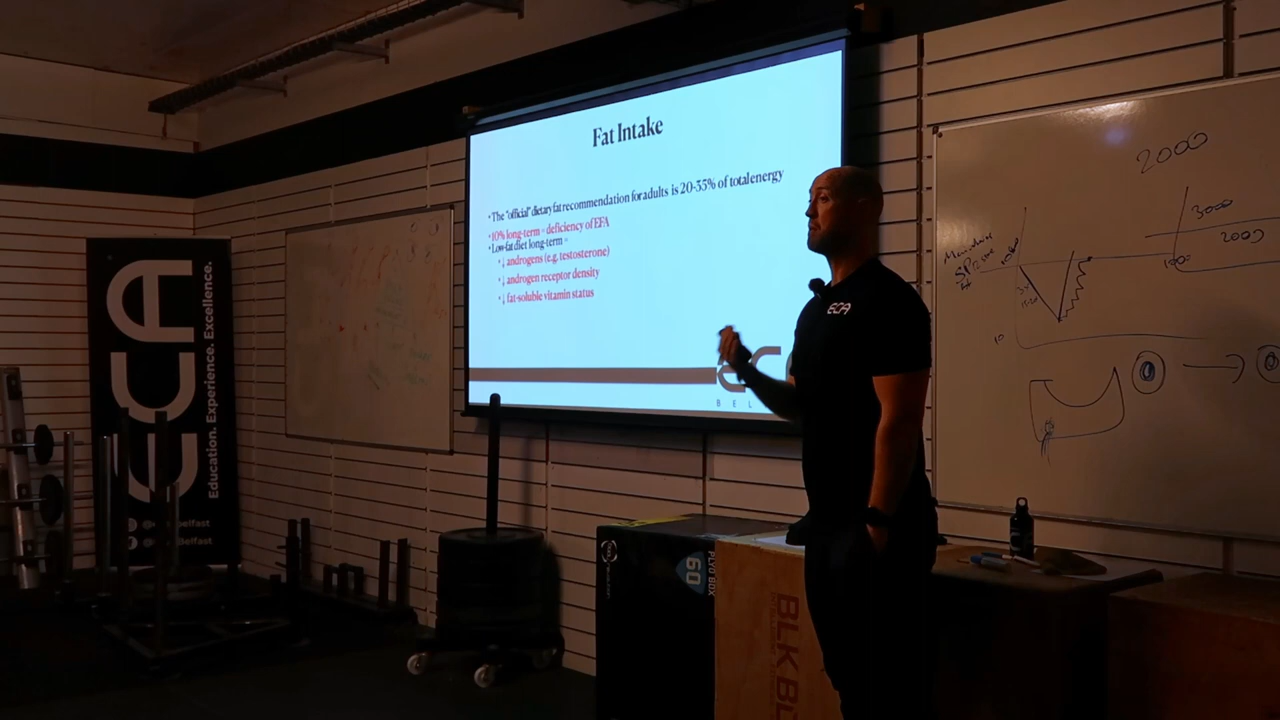 Fat Intake
•The "official" dietary fat recommendation for adults is 20-35% of total energy
•10% long-term = deficiency of EFA
•Low-fat diet long-term =
•↓ androgens (e.g. testosterone)
•↓ androgen receptor density
•↓ fat-soluble vitamin status
BEL
ECA
Education. Experience. Excellence.
ECA
2000
3000
2000
10
60
PLYO BOX
BLK B